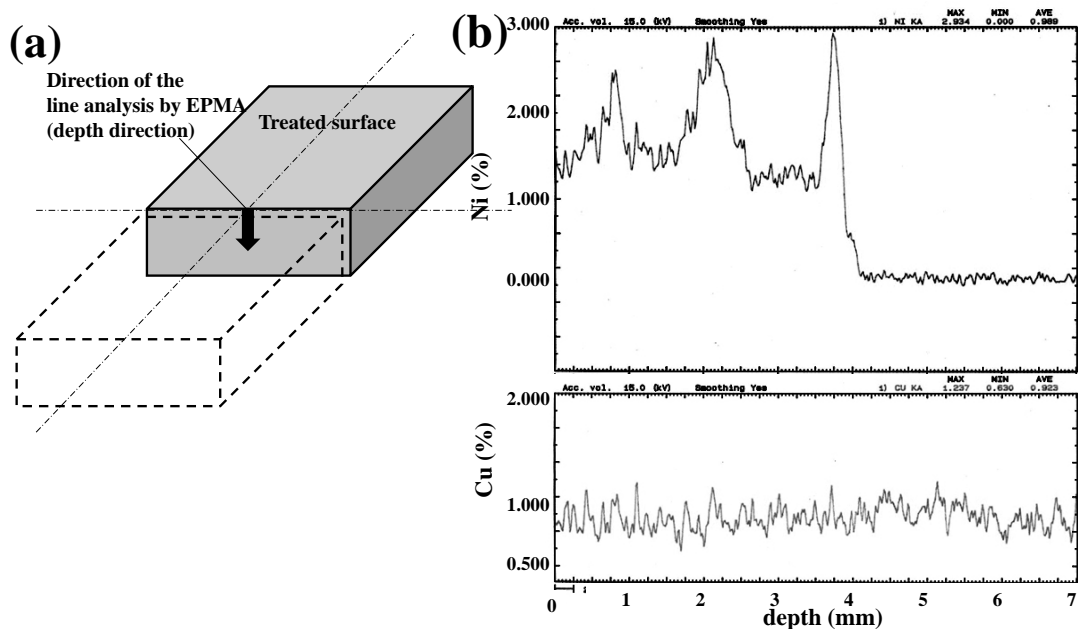 (a)
Direction of the
line analysis by EPMA
(depth direction)
Treated surface
(b)
MAX MIN AVE
Acc. vol. 15.0 (kV) Smoothing Yes 1) NI KA 2.934 0.000 0.989
3.000
2.000
1.000
0.000
Ni (%)
MAX MIN AVE
Acc. vol. 15.0 (kV) Smoothing Yes 1) CU KA 1.237 0.630 0.923
2.000
1.000
0.500
Cu (%)
0 1 2 3 4 5 6 7
depth (mm)